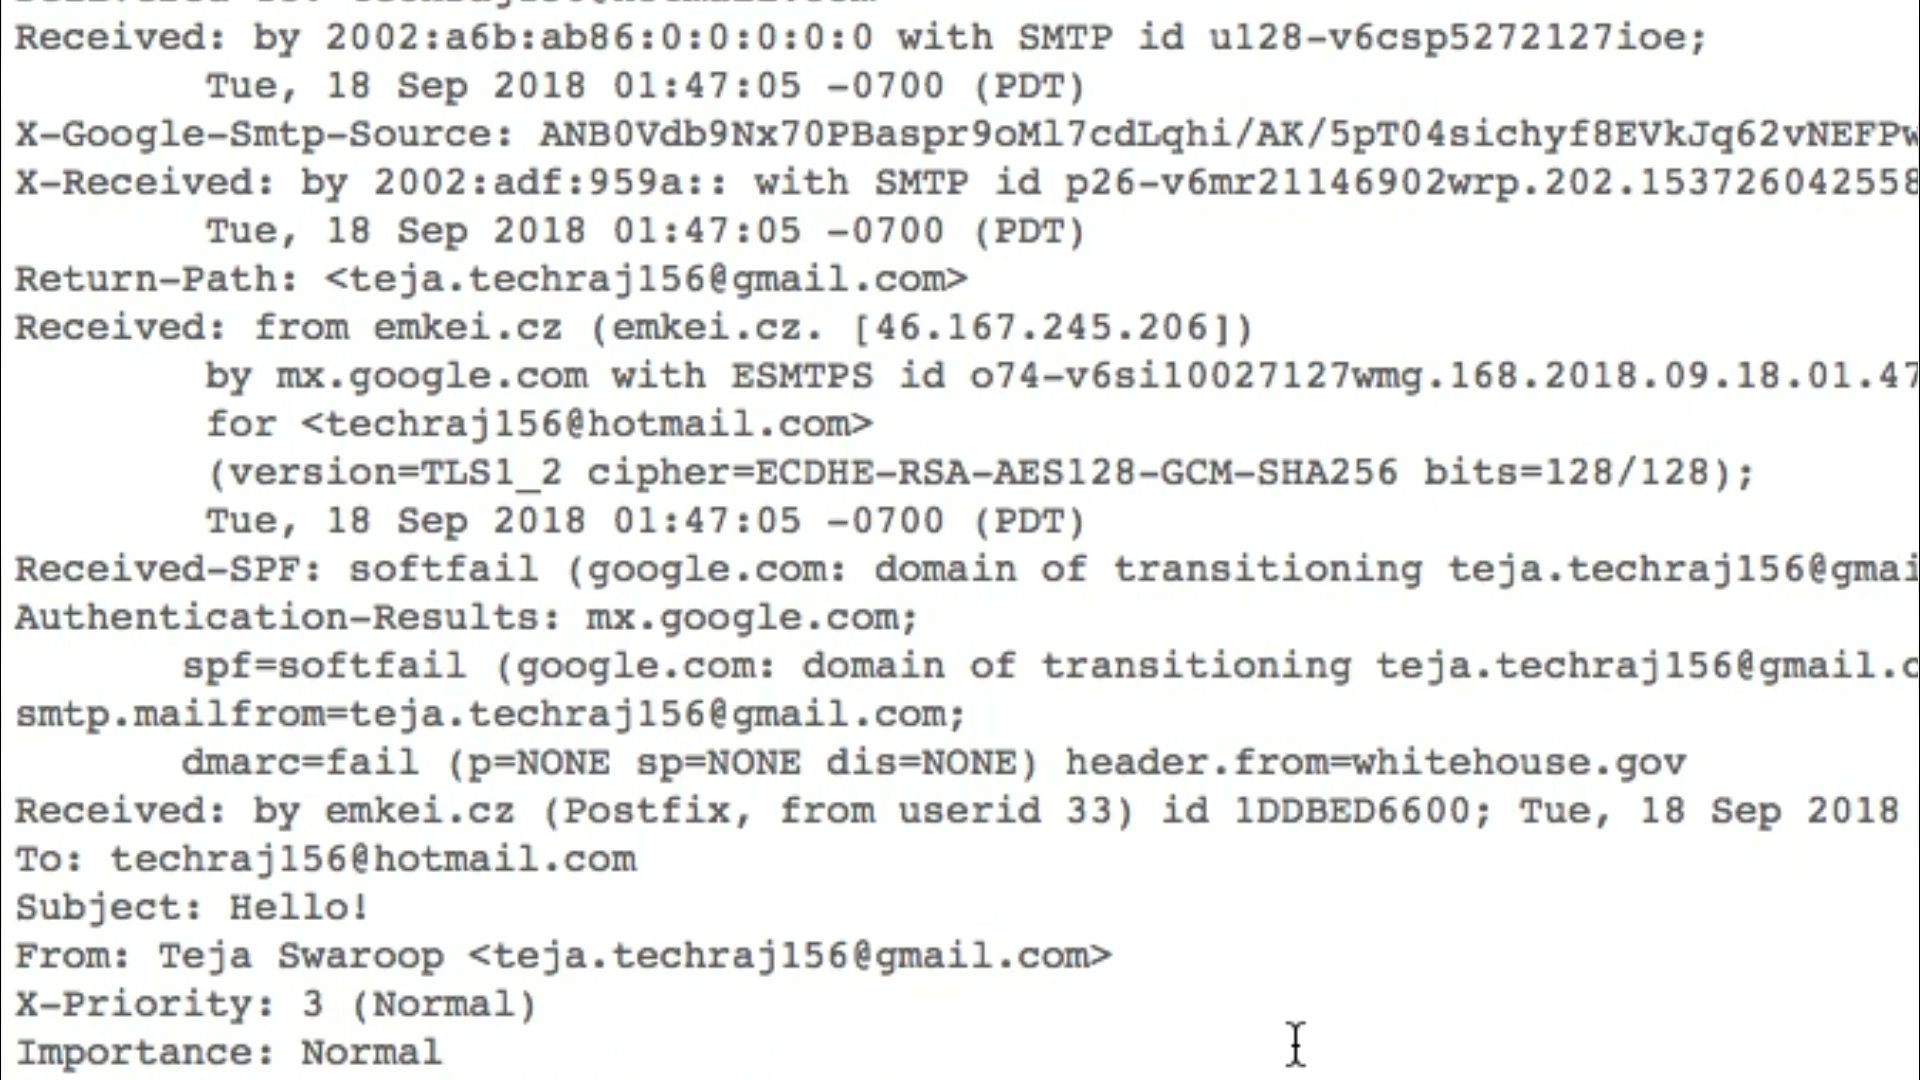 Received: by 2002:a6b:ab86:0:0:0:0:0 with SMTP id u128-v6csp5272127ioe;
Tue, 18 Sep 2018 01:47:05 -0700 (PDT)
X-Google-Smtp-Source: ANB0Vdb9Nx70PBaspr9oMl7cdLqhi/AK/5pT04sichyf8EVkJq62vNEFPw
X-Received: by 2002:adf:959a:: with SMTP id p26-v6mr21146902wrp.202.153726042558
Tue, 18 Sep 2018 01:47:05 -0700 (PDT)
Return-Path: <teja.techraj156@gmail.com>
Received: from emkei.cz (emkei.cz. [46.167.245.206])
by mx.google.com with ESMTPS id o74-v6si10027127wmg.168.2018.09.18.01.47
for <techraj156@hotmail.com>
(version=TLS1_2 cipher=ECDHE-RSA-AES128-GCM-SHA256 bits=128/128);
Tue, 18 Sep 2018 01:47:05 -0700 (PDT)
Received-SPF: softfail (google.com: domain of transitioning teja.techraj156@gmai
Authentication-Results: mx.google.com;
spf=softfail (google.com: domain of transitioning teja.techraj156@gmail.c
smtp.mailfrom=teja.techraj156@gmail.com;
dmarc=fail (p=NONE sp=NONE dis=NONE) header.from=whitehouse.gov
Received: by emkei.cz (Postfix, from userid 33) id 1DDBED6600; Tue, 18 Sep 2018
To: techraj156@hotmail.com
Subject: Hello!
From: Teja Swaroop <teja.techraj156@gmail.com>
X-Priority: 3 (Normal)
Importance: Normal